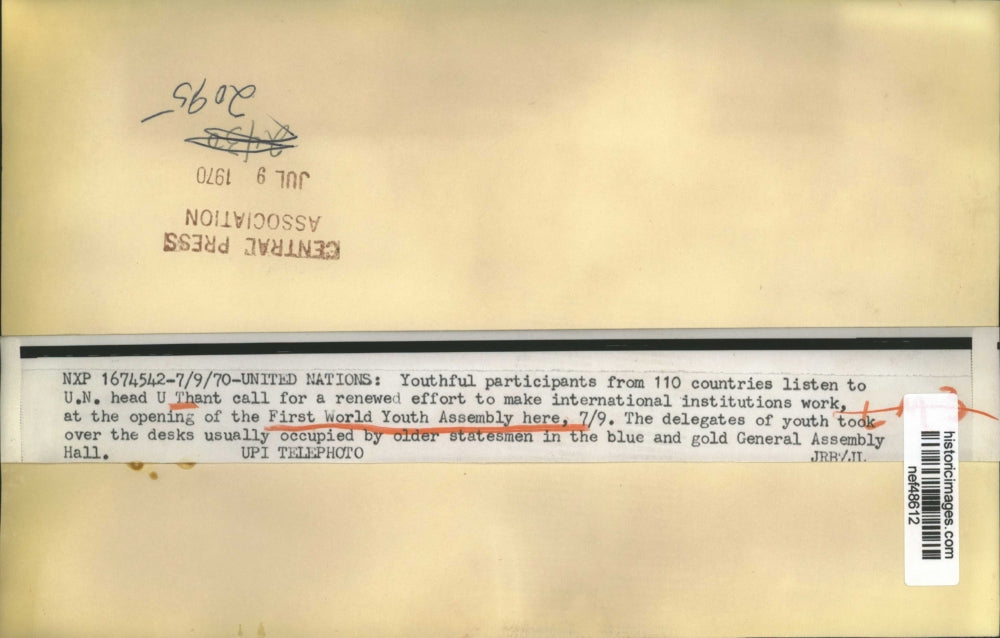 2095
JUL 9 1970
CENTRAL PRESS
ASSOCIATION
NXP 1674542-7/9/70-UNITED NATIONS: Youthful participants from 110 countries listen to
U.N. head U Thant call for a renewed effort to make international institutions work,
at the opening of the First World Youth Assembly here, 7/9. The delegates of youth took
over the desks usually occupied by older statesmen in the blue and gold General Assembly
Hall. UPI TELEPHOTO
historicimages.com
nef48612